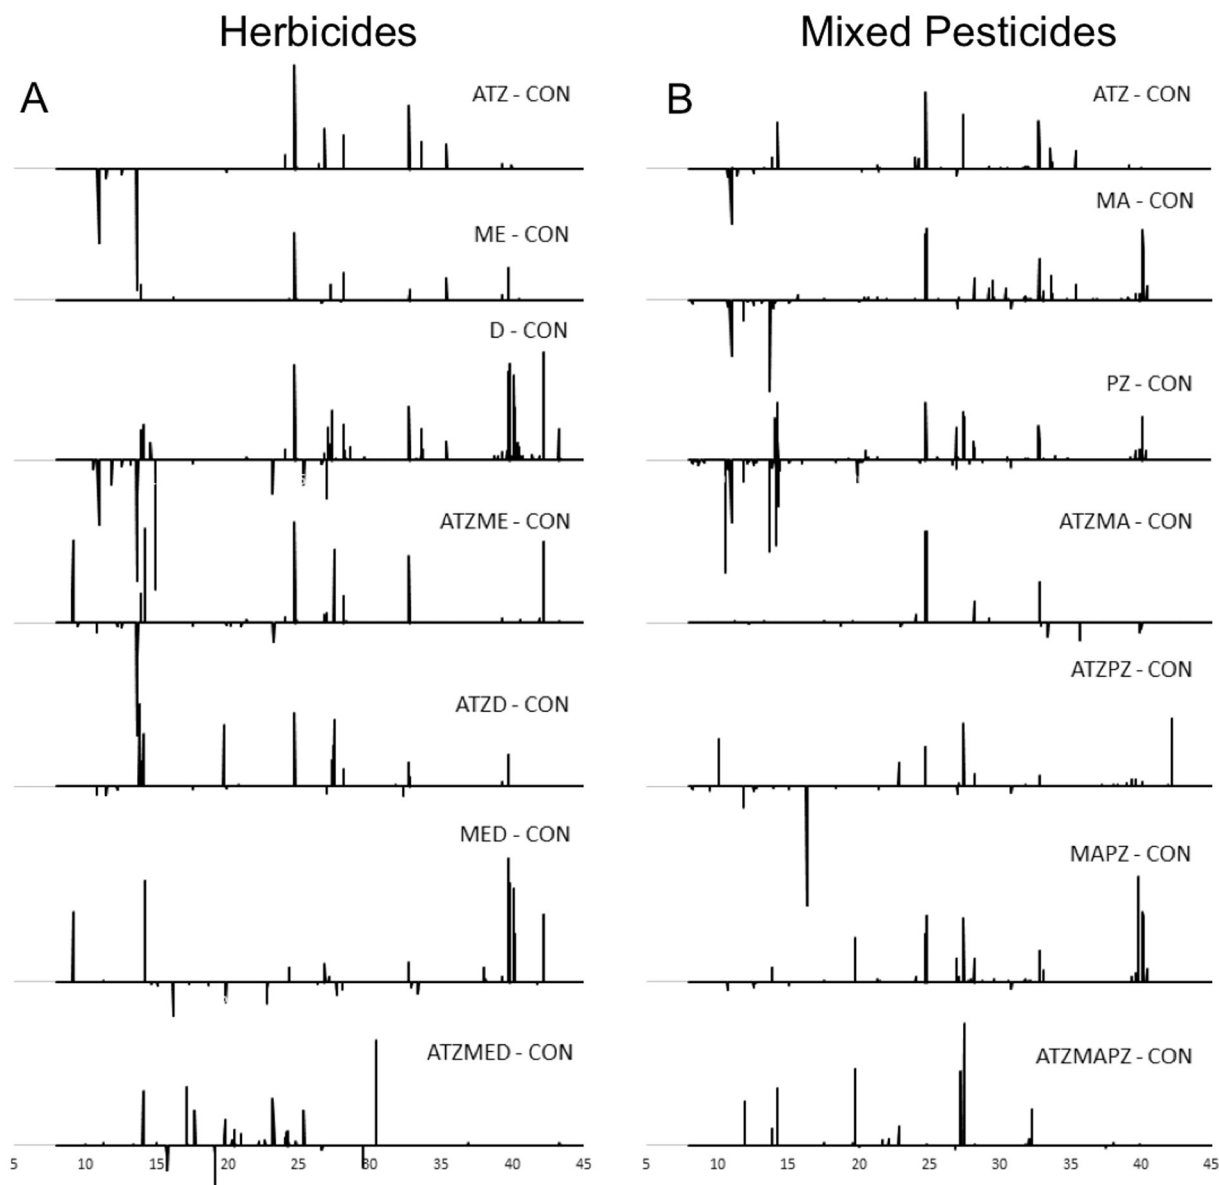 Herbicides
Mixed Pesticides
A
ATZ - CON
ME - CON
D - CON
ATZME - CON
ATZD - CON
MED - CON
ATZMED - CON
5 10 15 20 25 30 35 40 45
B
ATZ - CON
MA - CON
PZ - CON
ATZMA - CON
ATZPZ - CON
MAPZ - CON
ATZMAPZ - CON
5 10 15 20 25 30 35 40 45